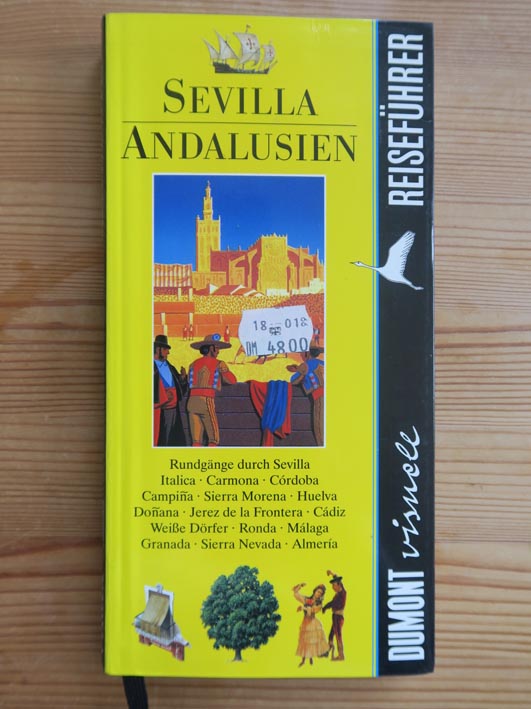 SEVILLA
ANDALUSIEN
18 018
DM 4800
Rundgänge durch Sevilla
Italica · Carmona · Córdoba
Campiña · Sierra Morena · Huelva
Doñana · Jerez de la Frontera · Cádiz
Weiße Dörfer · Ronda · Málaga
Granada · Sierra Nevada · Almería
DUMONT visuell REISEFÜHRER